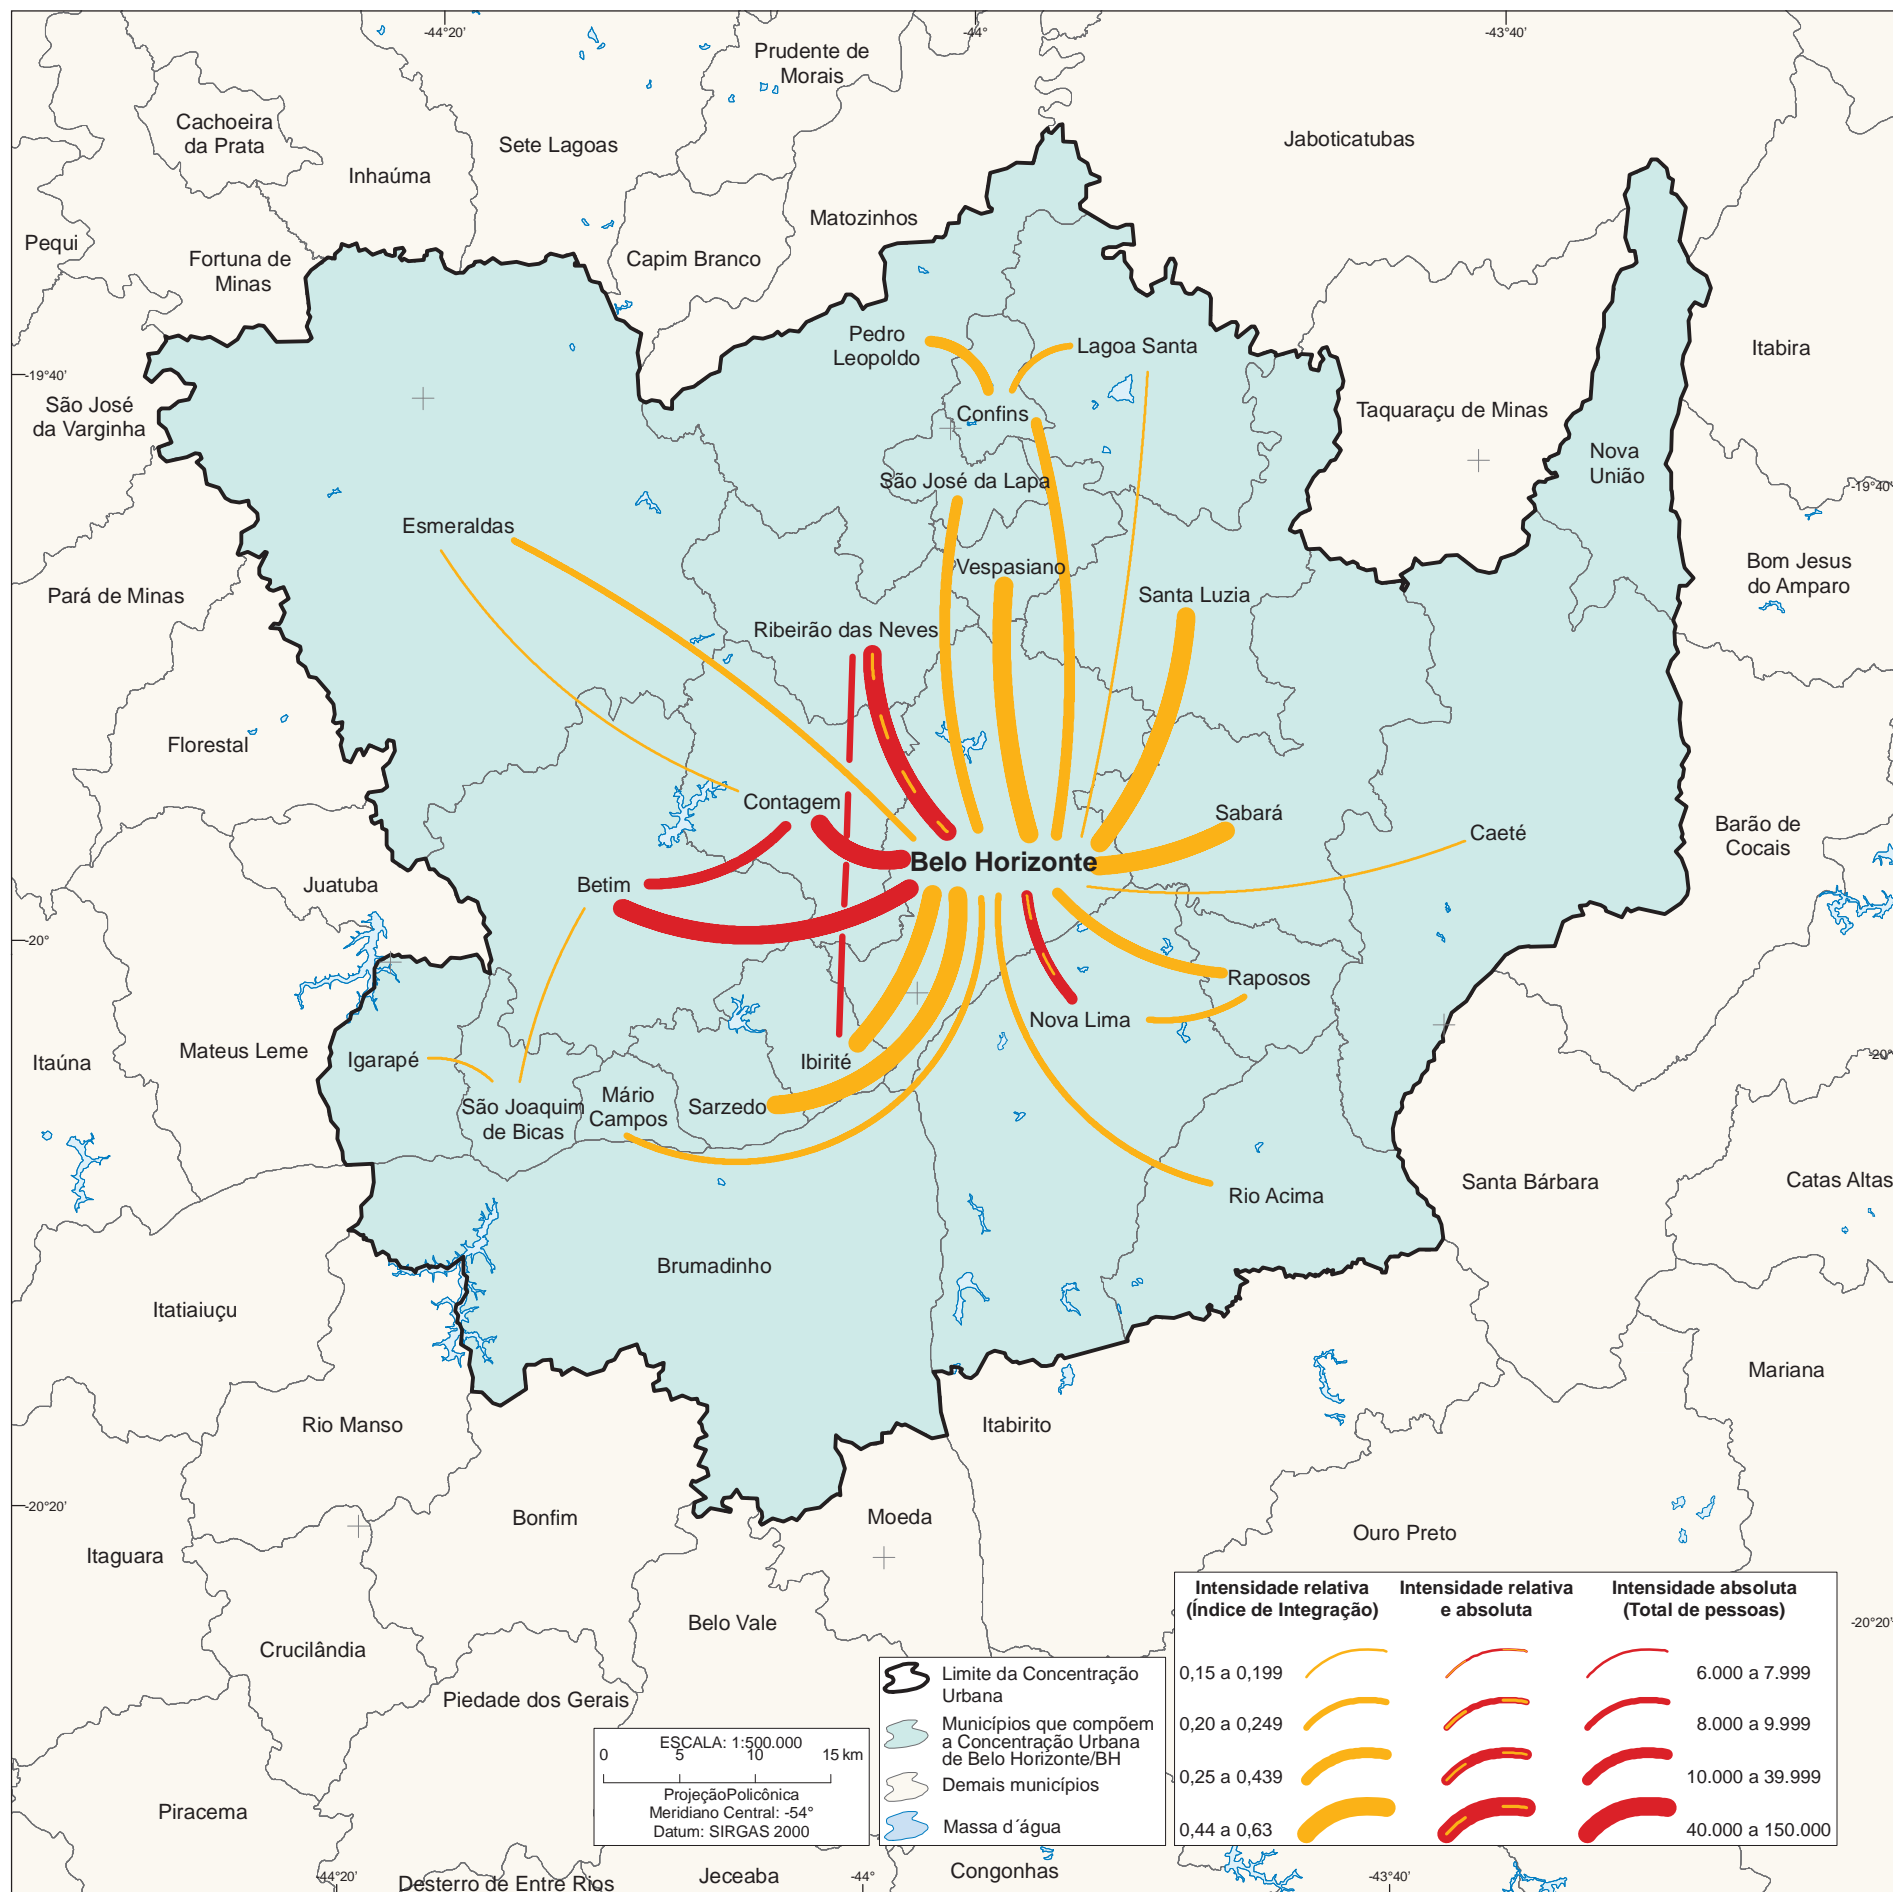 -44°20'
-44°
-43°40'
Prudente de
Morais
Cachoeira
da Prata
Sete Lagoas
Jaboticatubas
Inhaúma
Matozinhos
Pequi
Fortuna de
Minas
Capim Branco
Pedro
Leopoldo
Lagoa Santa
Itabira
-19°40'
São José
da Varginha
Confins
Taquaraçu de Minas
Nova
União
São José da Lapa
-19°40'
Esmeraldas
Vespasiano
Bom Jesus
do Amparo
Pará de Minas
Santa Luzia
Ribeirão das Neves
Florestal
Contagem
Sabará
Caeté
Barão de
Cocais
Belo Horizonte
Juatuba
Betim
-20°
Raposos
Nova Lima
Itaúna
Mateus Leme
Igarapé
Ibirité
-20°
São Joaquim
de Bicas
Mário
Campos
Sarzedo
Rio Acima
Santa Bárbara
Catas Altas
Brumadinho
Itatiaiuçu
Mariana
Rio Manso
Itabirito
-20°20'
Bonfim
Moeda
Ouro Preto
Itaguara
Belo Vale
Crucilândia
Piedade dos Gerais
-20°20'
Piracema
Desterro de Entre Rios
Jeceaba
Congonhas
-44°20'
-44°
-43°40'
ESCALA: 1:500.000
0 5 10 15 km
ProjeçãoPolicônica
Meridiano Central: -54°
Datum: SIRGAS 2000
Limite da Concentração
Urbana
Municípios que compõem
a Concentração Urbana
de Belo Horizonte/BH
Demais municípios
Massa d´água
Intensidade relativa
(Índice de Integração)
Intensidade relativa
e absoluta
Intensidade absoluta
(Total de pessoas)
0,15 a 0,199
6.000 a 7.999
0,20 a 0,249
8.000 a 9.999
0,25 a 0,439
10.000 a 39.999
0,44 a 0,63
40.000 a 150.000